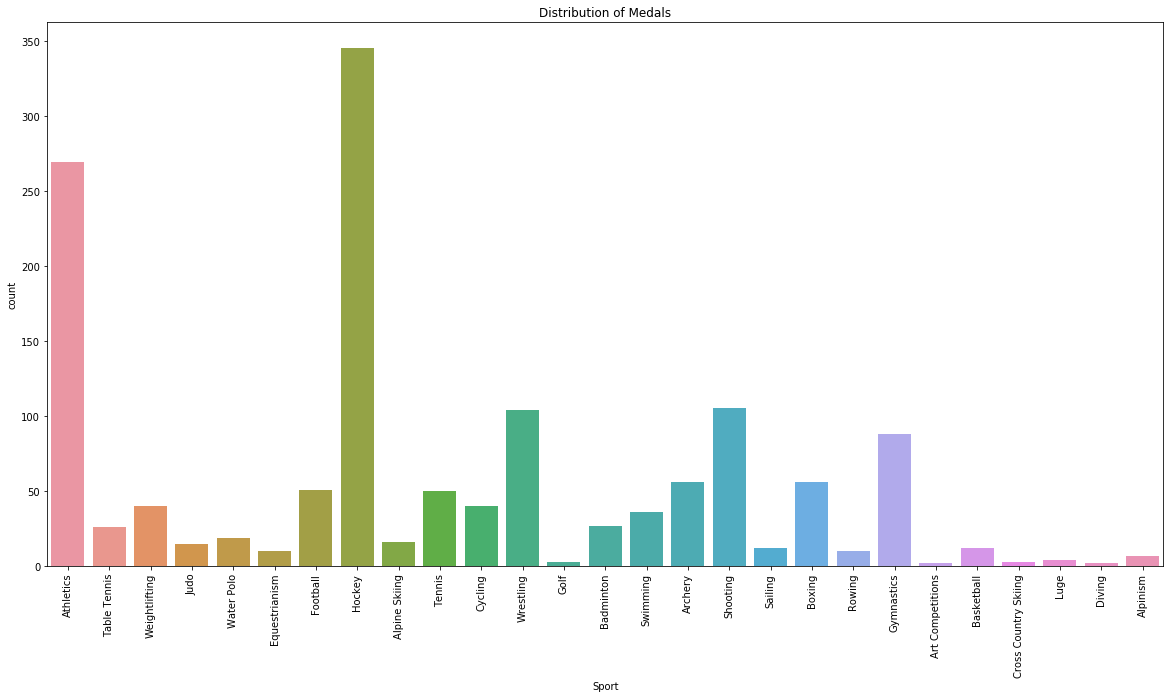 Distribution of Medals
350
300
250
200
150
100
50
0
count
Athletics
Table Tennis
Weightlifting
Judo
Water Polo
Equestrianism
Football
Hockey
Alpine Skiing
Tennis
Cycling
Wrestling
Golf
Badminton
Swimming
Archery
Shooting
Sailing
Boxing
Rowing
Gymnastics
Art Competitions
Basketball
Cross Country Skiing
Luge
Diving
Alpinism
Sport